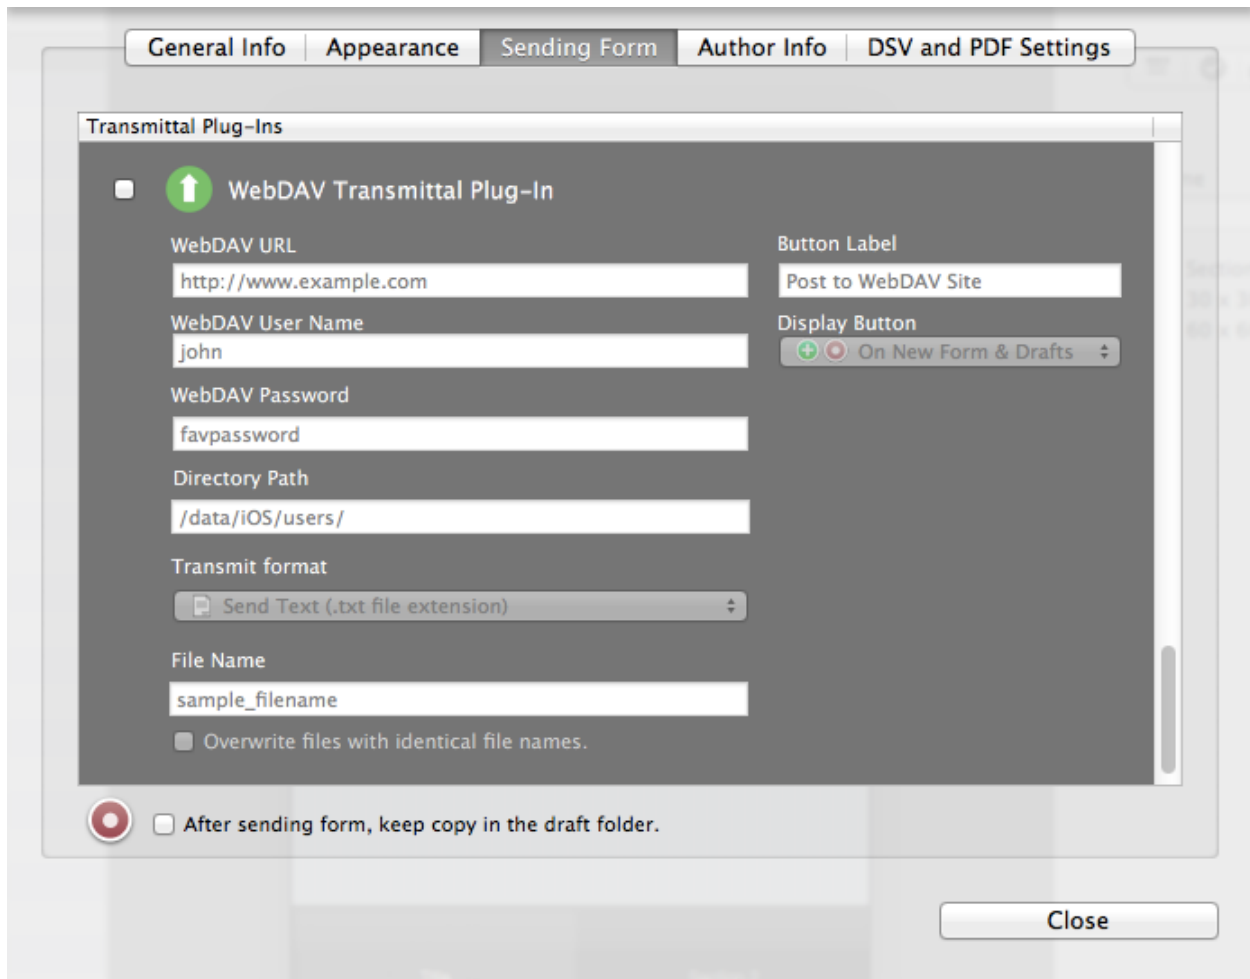 General Info
Appearance
Sending Form
Author Info
DSV and PDF Settings
Transmittal Plug-Ins
WebDAV Transmittal Plug-In
WebDAV URL
http://www.example.com
WebDAV User Name
john
WebDAV Password
favpassword
Directory Path
/data/iOS/users/
Transmit format
Send Text (.txt file extension)
File Name
sample_filename
Overwrite files with identical file names.
Button Label
Post to WebDAV Site
Display Button
On New Form & Drafts
After sending form, keep copy in the draft folder.
Close